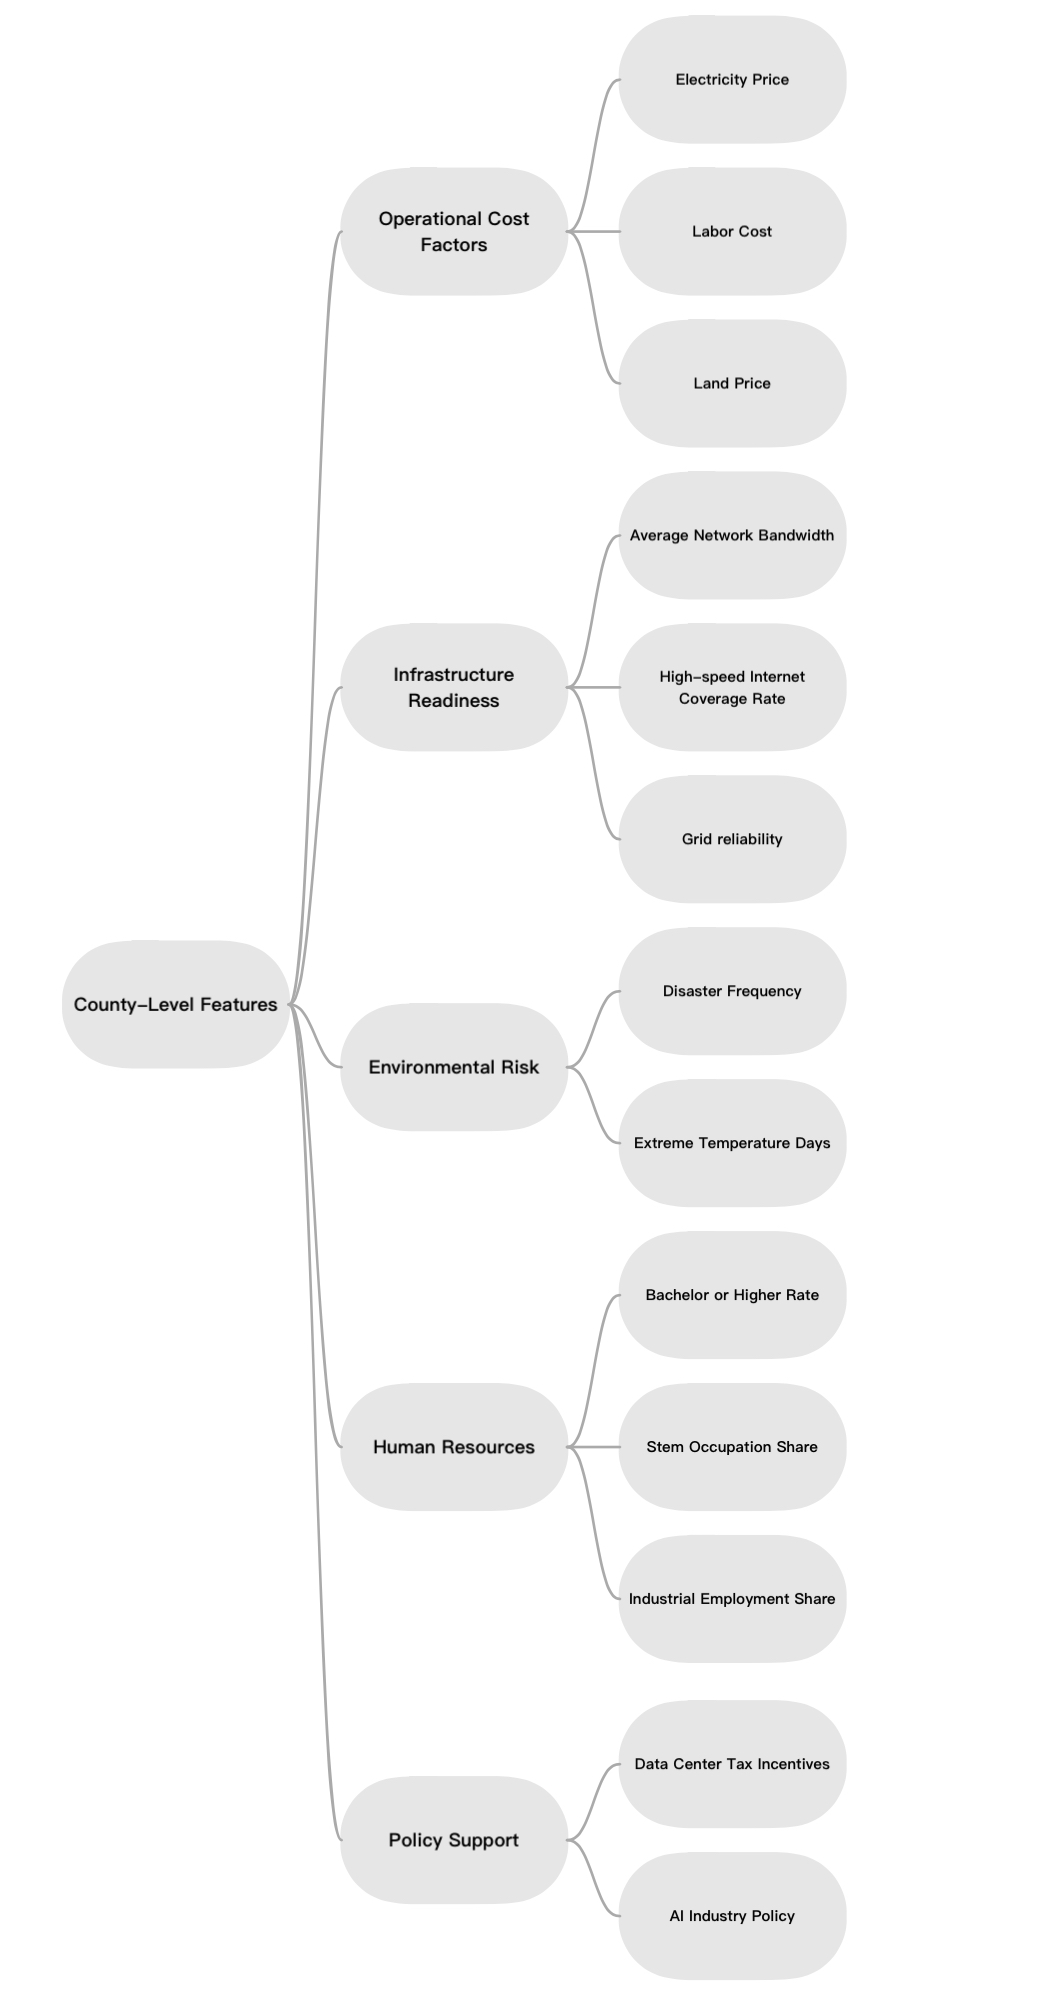 County-Level Features
Operational Cost
Factors
Electricity Price
Labor Cost
Land Price
Infrastructure
Readiness
Average Network Bandwidth
High-speed Internet
Coverage Rate
Grid reliability
Environmental Risk
Disaster Frequency
Extreme Temperature Days
Human Resources
Bachelor or Higher Rate
Stem Occupation Share
Industrial Employment Share
Policy Support
Data Center Tax Incentives
AI Industry Policy